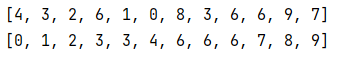 [4, 3, 2, 6, 1, 0, 8, 3, 6, 6, 9, 7]
[0, 1, 2, 3, 3, 4, 6, 6, 6, 7, 8, 9]